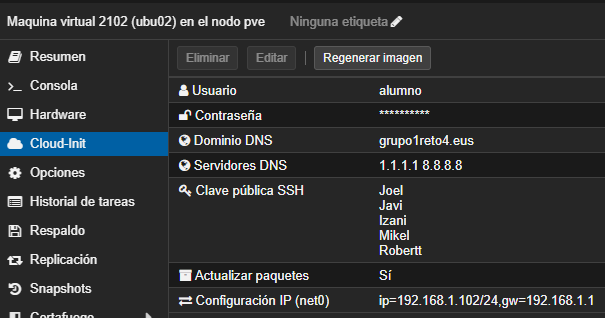 Maquina virtual 2102 (ubu02) en el nodo pve Ninguna etiqueta
Resumen
Consola
Hardware
Cloud-Init
Opciones
Historial de tareas
Respaldo
Replicación
Snapshots
Cortafuego
Eliminar Editar Regenerar imagen
Usuario alumno
Contraseña **********
Dominio DNS grupo1reto4.eus
Servidores DNS 1.1.1.1 8.8.8.8
Clave pública SSH Joel
Javi
Izani
Mikel
Robertt
Actualizar paquetes Sí
Configuración IP (net0) ip=192.168.1.102/24,gw=192.168.1.1